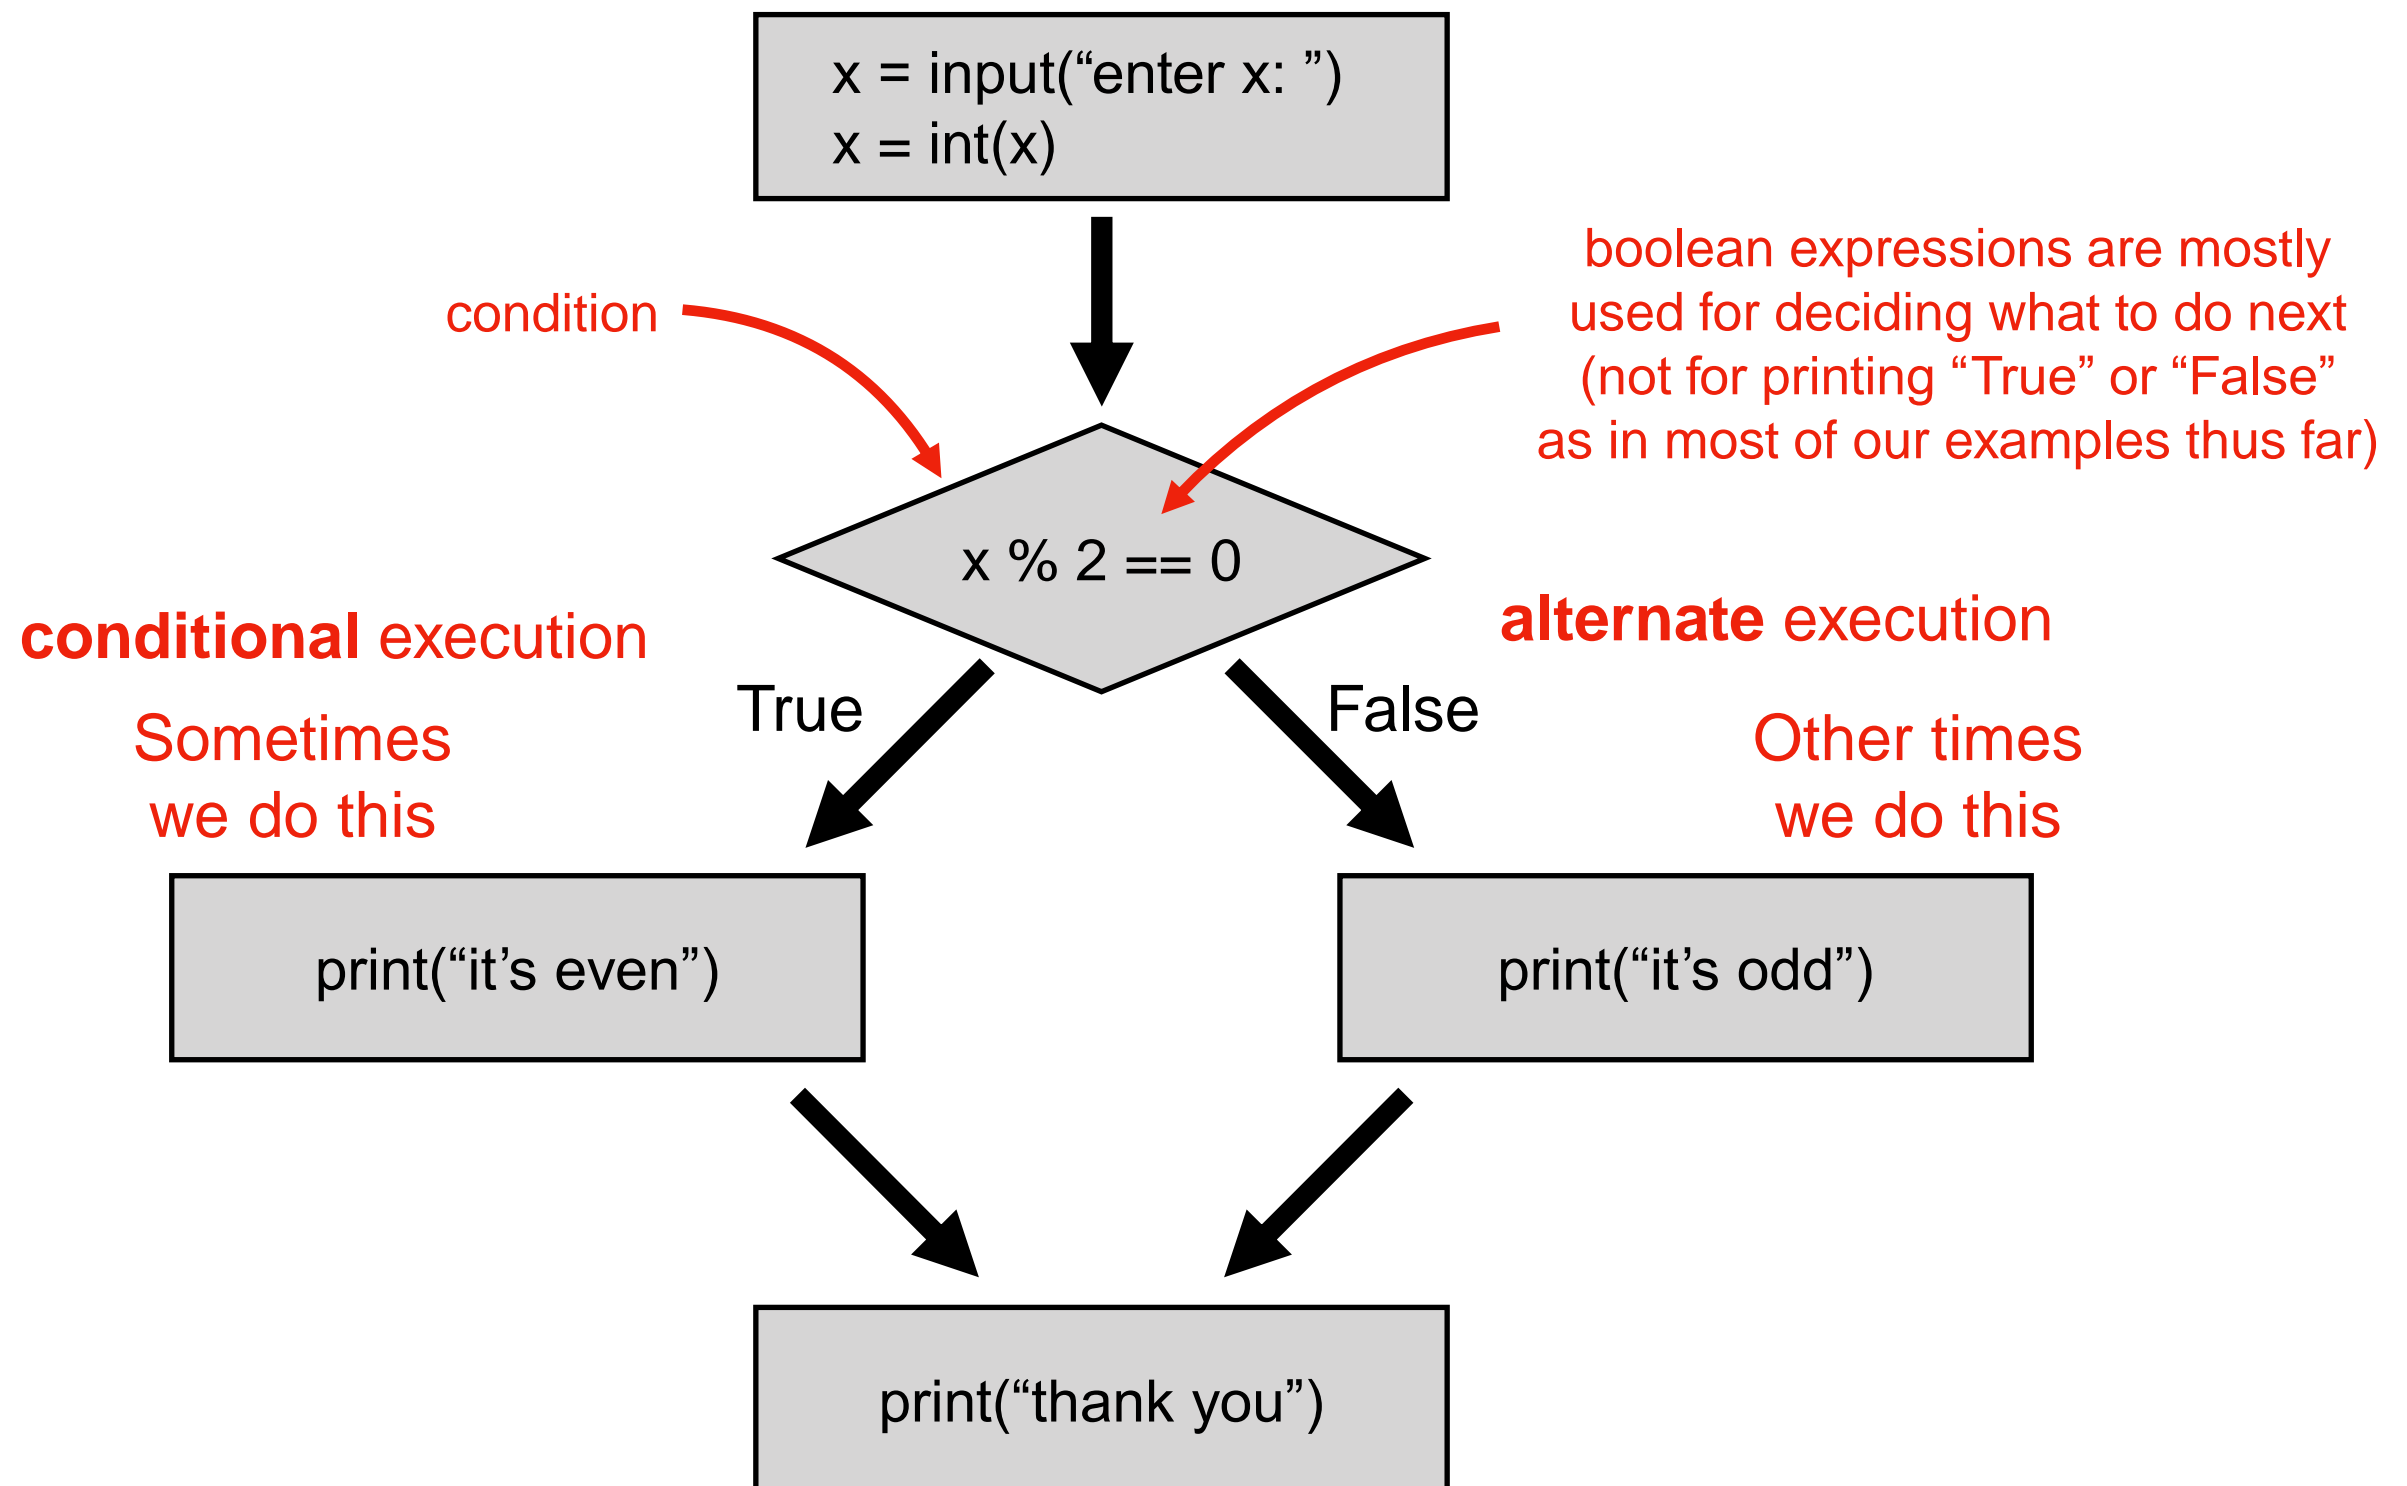 x = input(“enter x: ”)
x = int(x)
condition
boolean expressions are mostly
used for deciding what to do next
(not for printing “True” or “False”
as in most of our examples thus far)
x % 2 == 0
conditional execution
Sometimes
we do this
True
False
alternate execution
Other times
we do this
print(“it’s even”)
print(“it’s odd”)
print(“thank you”)